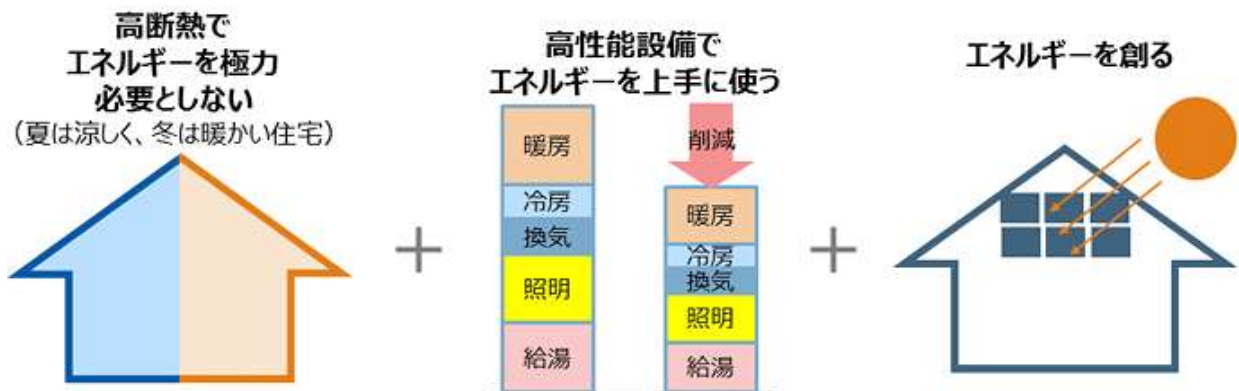 高断熱で
エネルギーを極力
必要としない
（夏は涼しく、冬は暖かい住宅）
高性能設備で
エネルギーを上手に使う
暖房
冷房
換気
照明
給湯
削減
暖房
冷房
換気
照明
給湯
エネルギーを創る